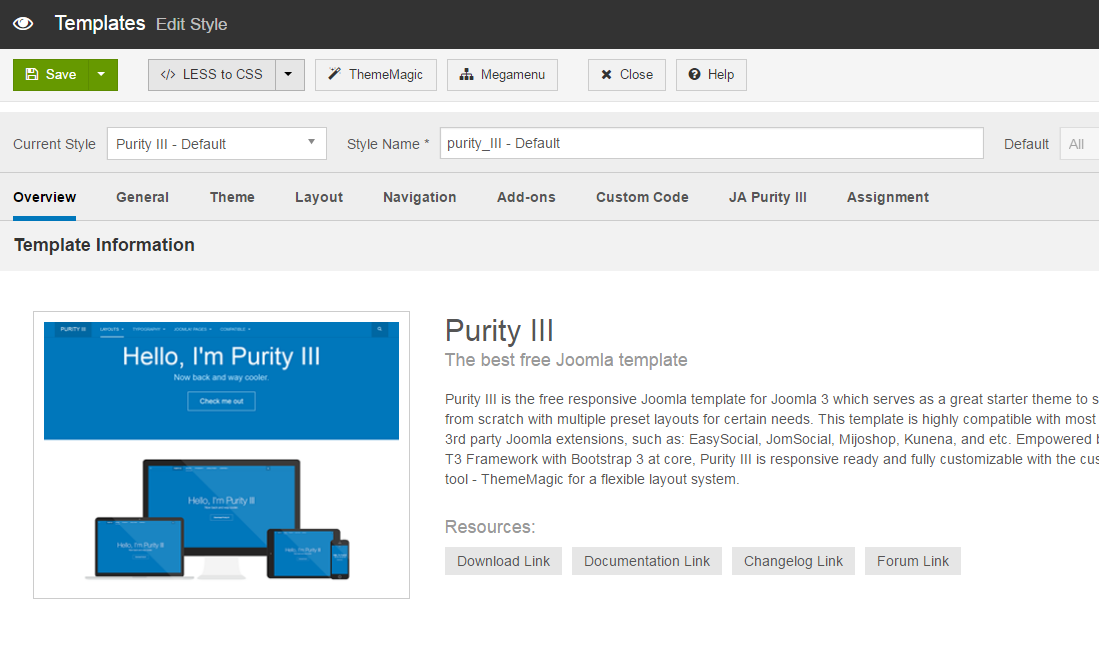 Templates Edit Style
Save LESS to CSS ThemeMagic Megamenu Close Help
Current Style Purity III - Default Style Name * purity_III - Default Default All
Overview General Theme Layout Navigation Add-ons Custom Code JA Purity III Assignment
Template Information
PURITY III LAYOUTS TYPOGRAPHY JOOMLA! PAGES COMPATIBLE
Hello, I'm Purity III
Now back and way cooler.
Check me out
Hello, I'm Purity III
Hello, I'm Purity III
Hello, I'm Purity III
Purity III
The best free Joomla template
Purity III is the free responsive Joomla template for Joomla 3 which serves as a great starter theme to s
from scratch with multiple preset layouts for certain needs. This template is highly compatible with most
3rd party Joomla extensions, such as: EasySocial, JomSocial, Mijoshop, Kunena, and etc. Empowered b
T3 Framework with Bootstrap 3 at core, Purity III is responsive ready and fully customizable with the cus
tool - ThemeMagic for a flexible layout system.
Resources:
Download Link Documentation Link Changelog Link Forum Link